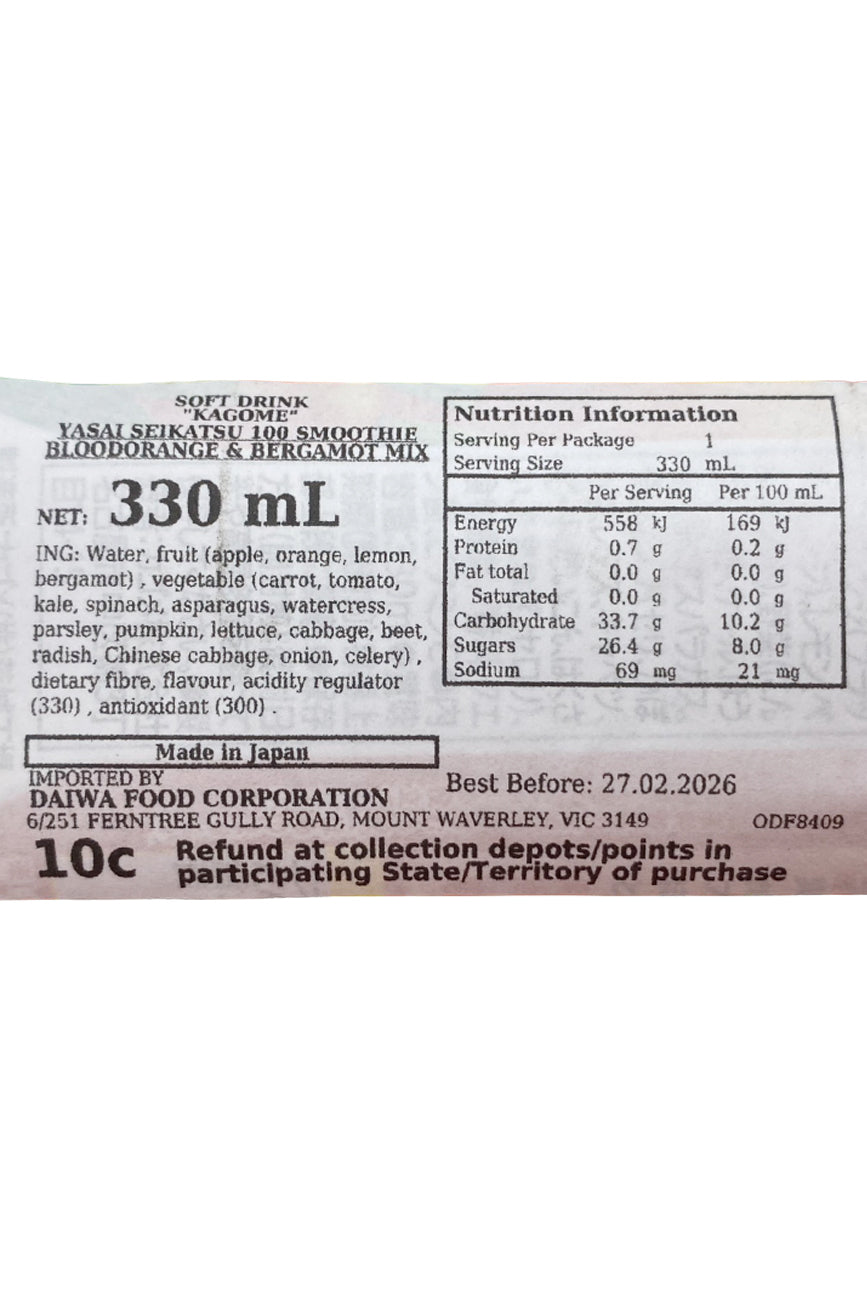 SOFT DRINK
"KAGOME"
YASAI SEIKATSU 100 SMOOTHIE
BLOODORANGE & BERGAMOT MIX
NET: 330 mL
ING: Water, fruit (apple, orange, lemon,
bergamot) , vegetable (carrot, tomato,
kale, spinach, asparagus, watercress,
parsley, pumpkin, lettuce, cabbage, beet,
radish, Chinese cabbage, onion, celery) ,
dietary fibre, flavour, acidity regulator
(330) , antioxidant (300) .
Made in Japan
IMPORTED BY
DAIWA FOOD CORPORATION
6/251 FERNTREE GULLY ROAD, MOUNT WAVERLEY, VIC 3149
Nutrition Information
Serving Per Package 1
Serving Size 330 mL
Per Serving Per 100 mL
Energy 558 kJ 169 kJ
Protein 0.7 g 0.2 g
Fat total 0.0 g 0.0 g
Saturated 0.0 g 0.0 g
Carbohydrate 33.7 g 10.2 g
Sugars 26.4 g 8.0 g
Sodium 69 mg 21 mg
Best Before: 27.02.2026
ODF8409
10c Refund at collection depots/points in
participating State/Territory of purchase